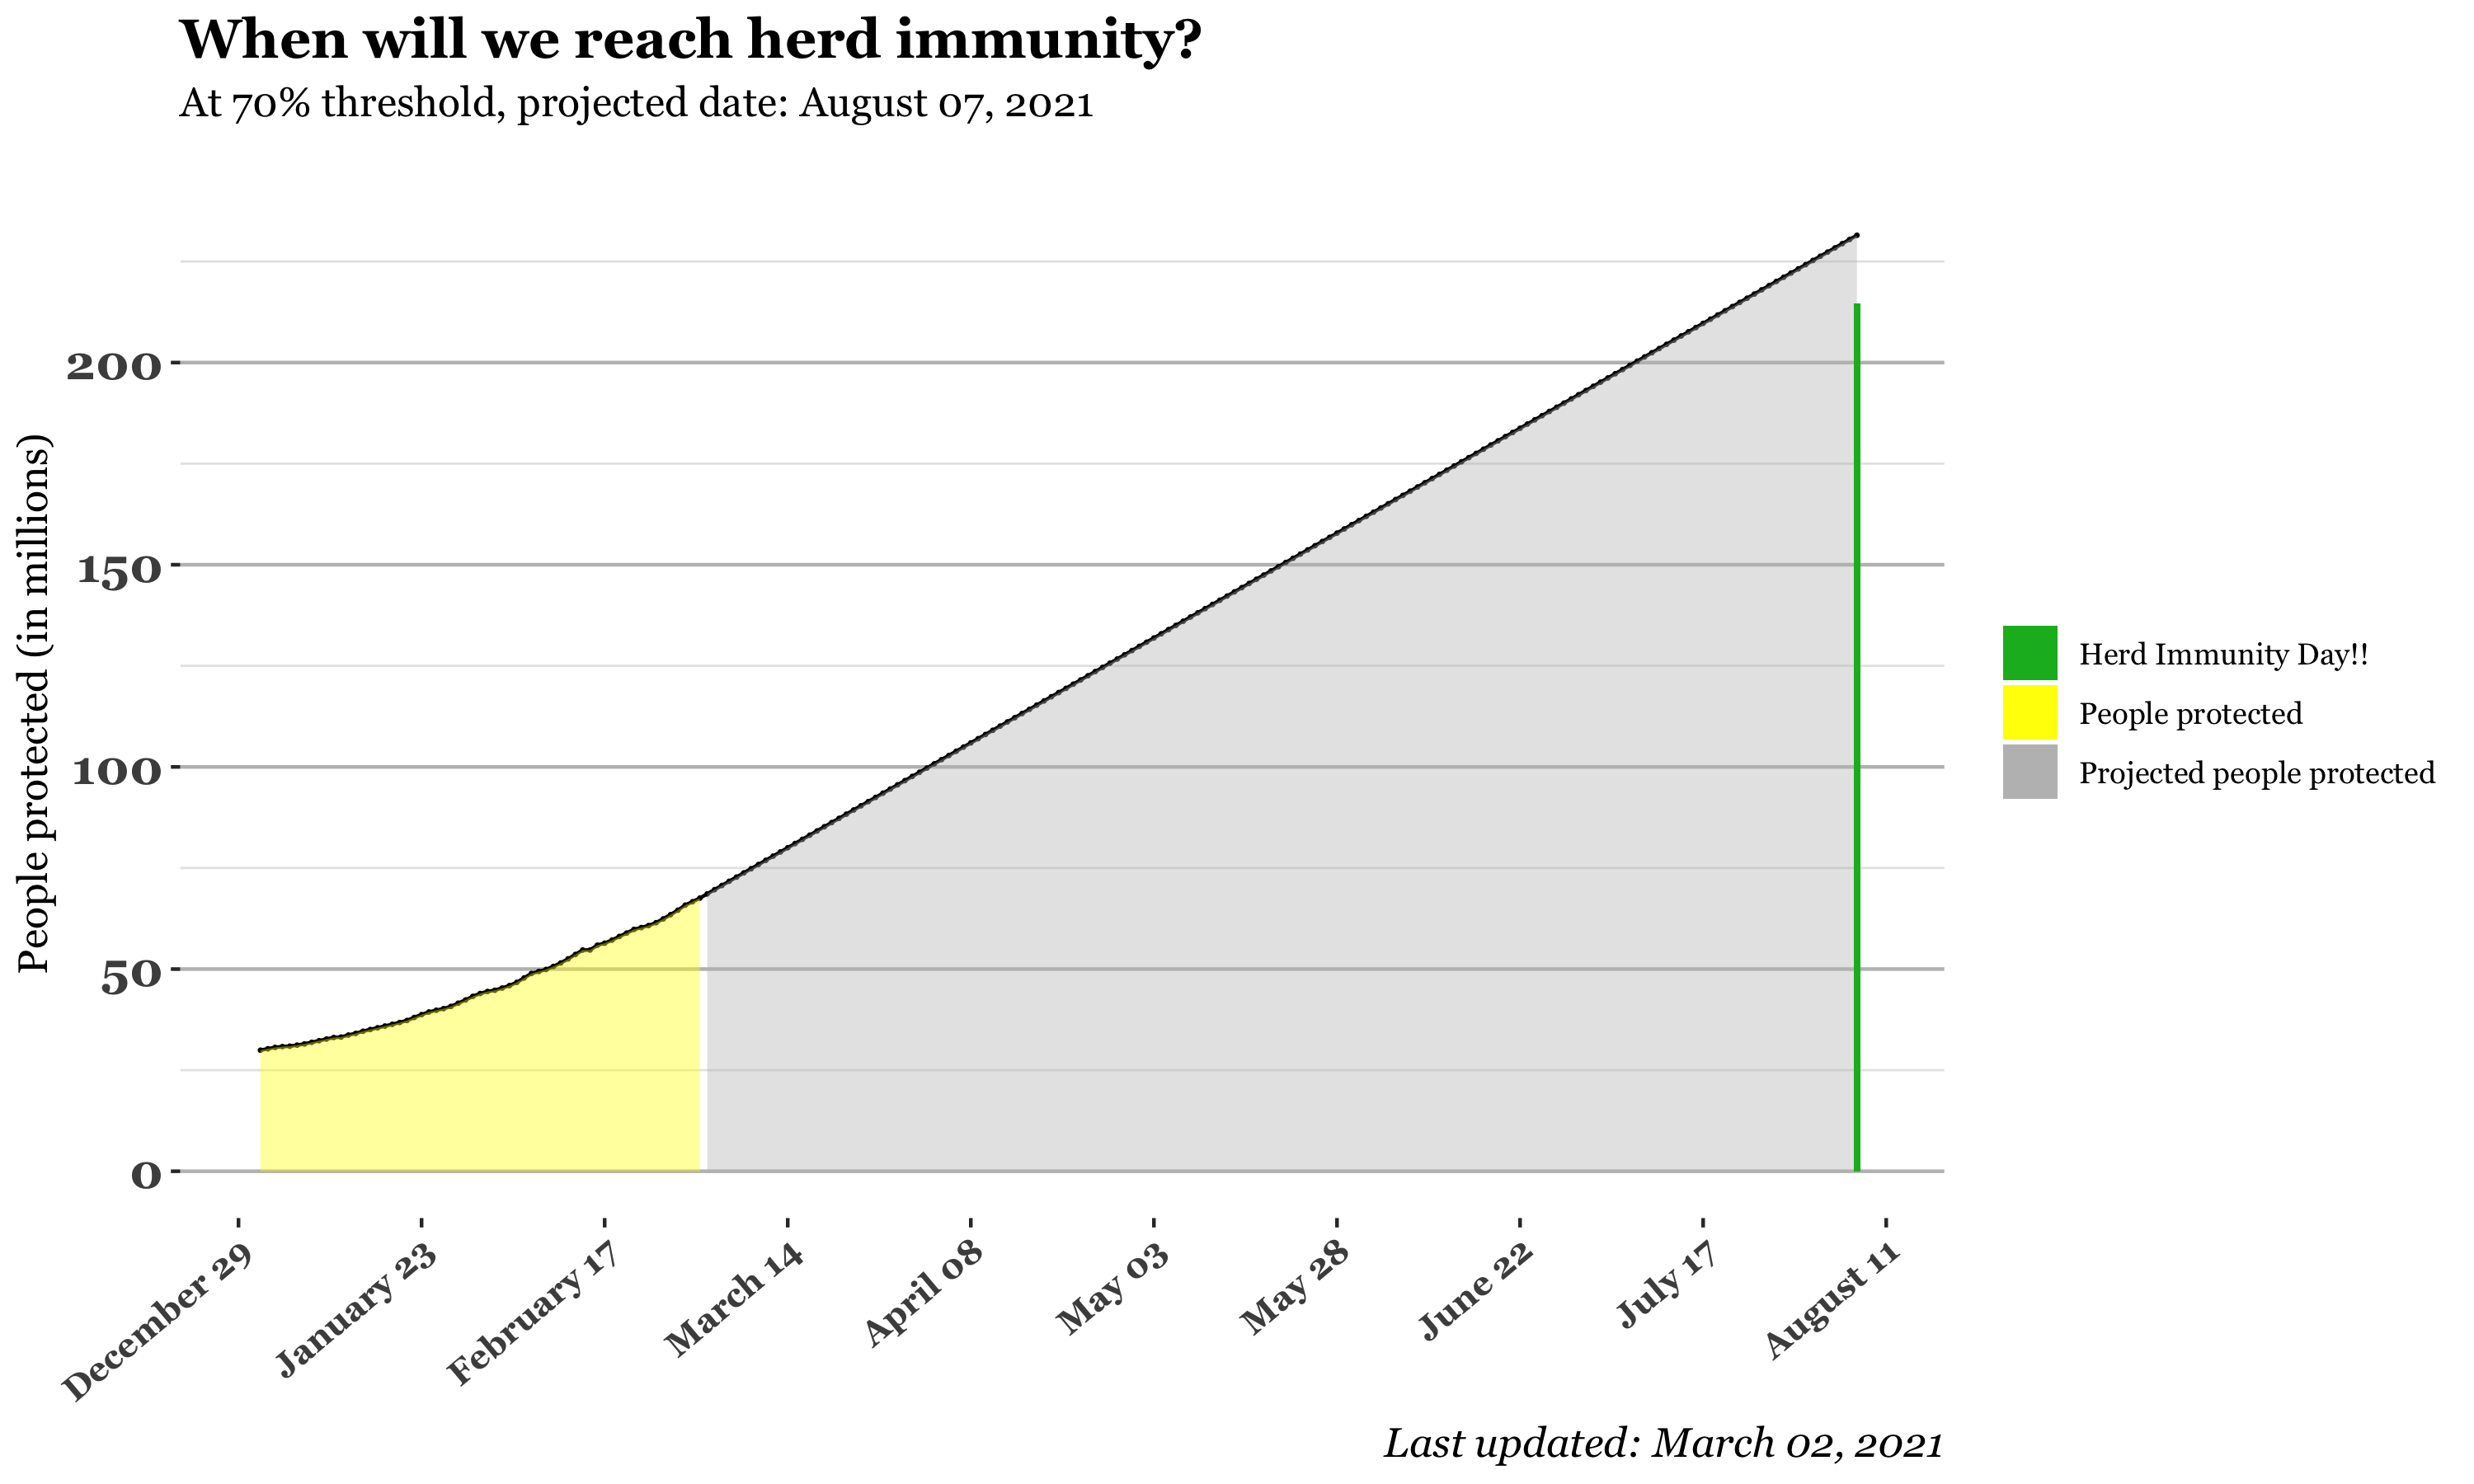 When will we reach herd immunity?
At 70% threshold, projected date: August 07, 2021
People protected (in millions)
200
150
100
50
0
December 29
January 23
February 17
March 14
April 08
May 03
May 28
June 22
July 17
August 11
Herd Immunity Day!!
People protected
Projected people protected
Last updated: March 02, 2021